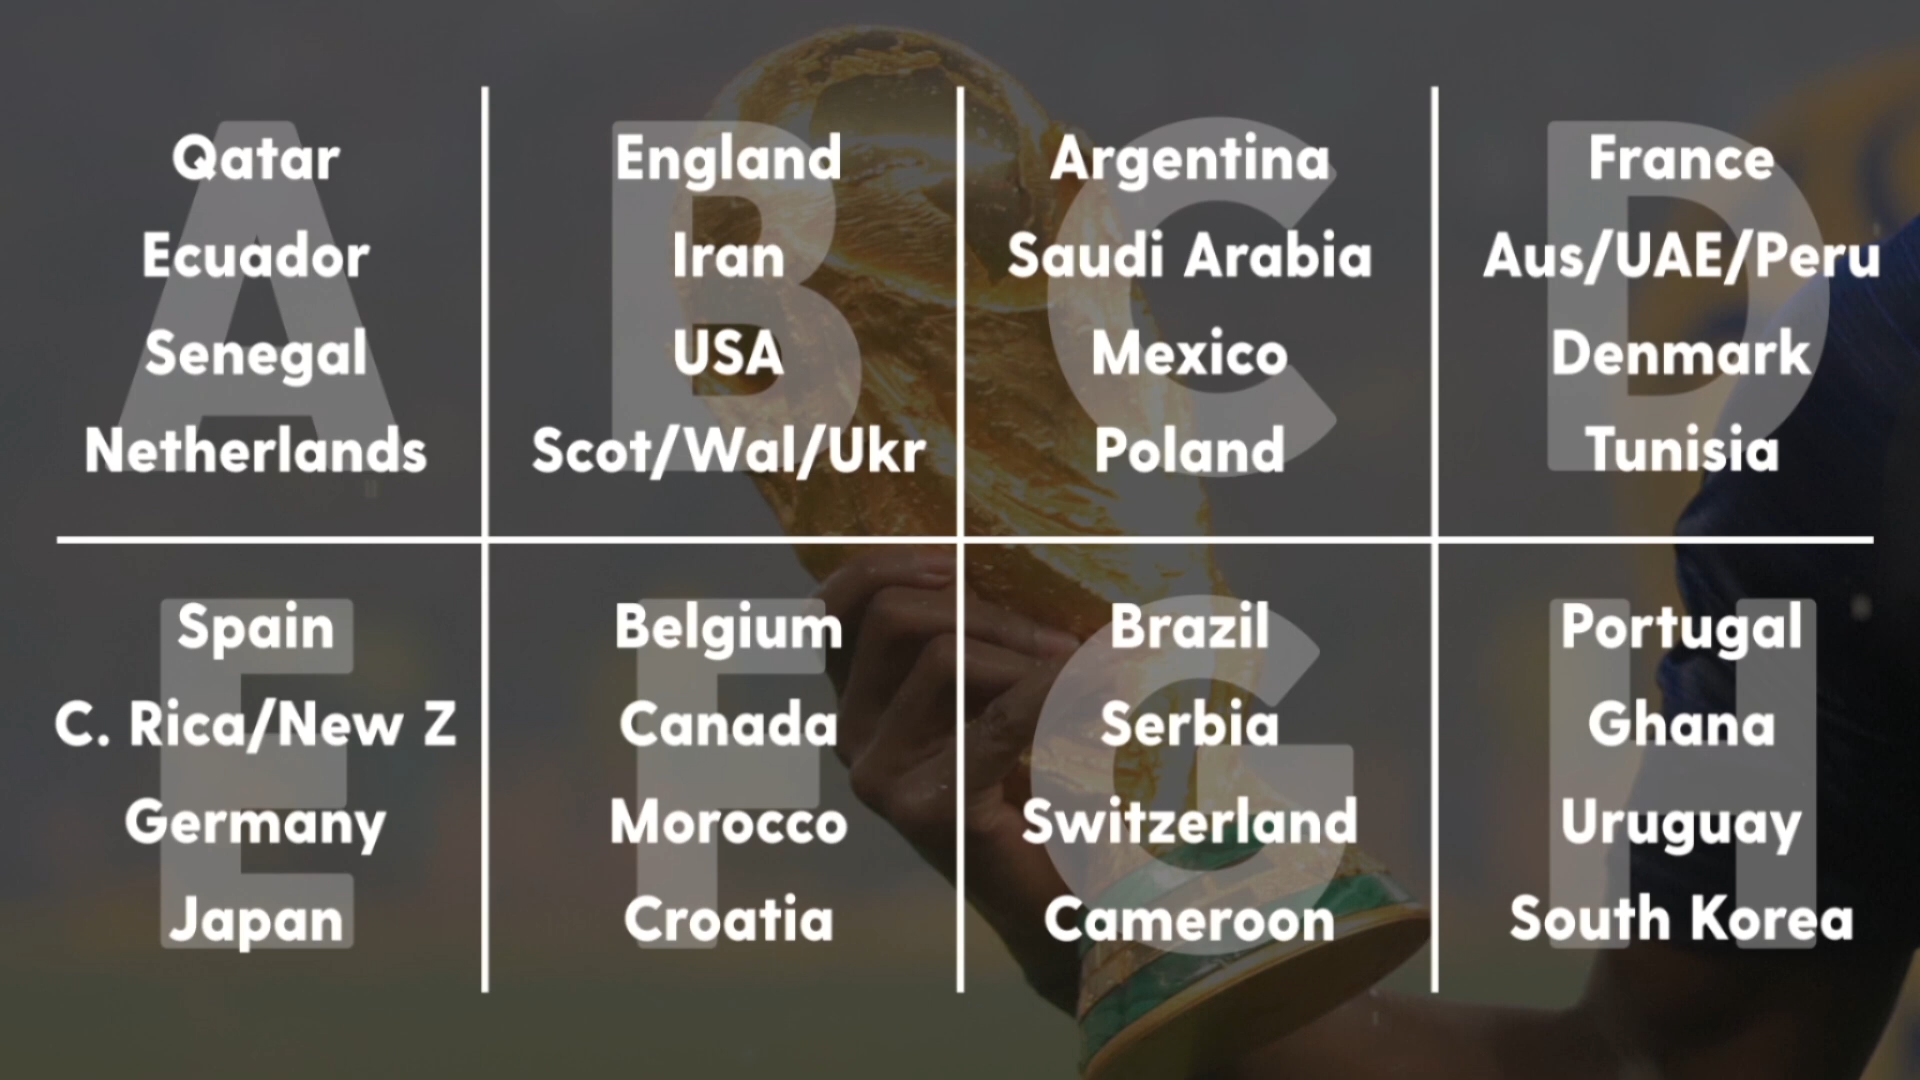 A
Qatar
Ecuador
Senegal
Netherlands
B
England
Iran
USA
Scot/Wal/Ukr
C
Argentina
Saudi Arabia
Mexico
Poland
D
France
Aus/UAE/Peru
Denmark
Tunisia
E
Spain
C. Rica/New Z
Germany
Japan
F
Belgium
Canada
Morocco
Croatia
G
Brazil
Serbia
Switzerland
Cameroon
H
Portugal
Ghana
Uruguay
South Korea